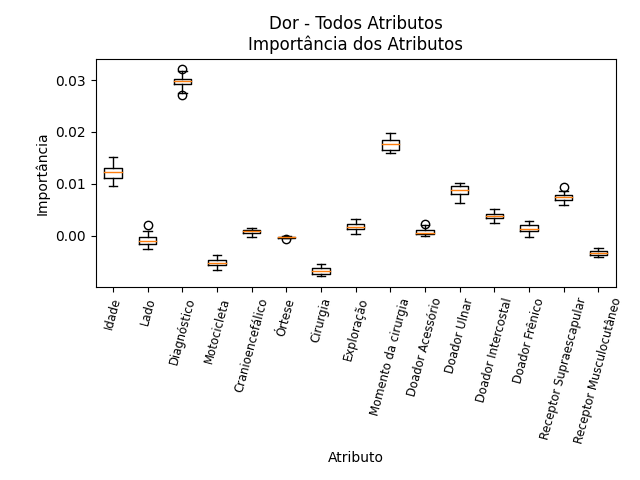 Dor - Todos Atributos
Importância dos Atributos
Importância
0.03
0.02
0.01
0.00
Idade
Lado
Diagnóstico
Motocicleta
Cranioencefálico
Órtese
Cirurgia
Exploração
Momento da cirurgia
Doador Acessório
Doador Ulnar
Doador Intercostal
Doador Frênico
Receptor Supraescapular
Receptor Musculocutâneo
Atributo